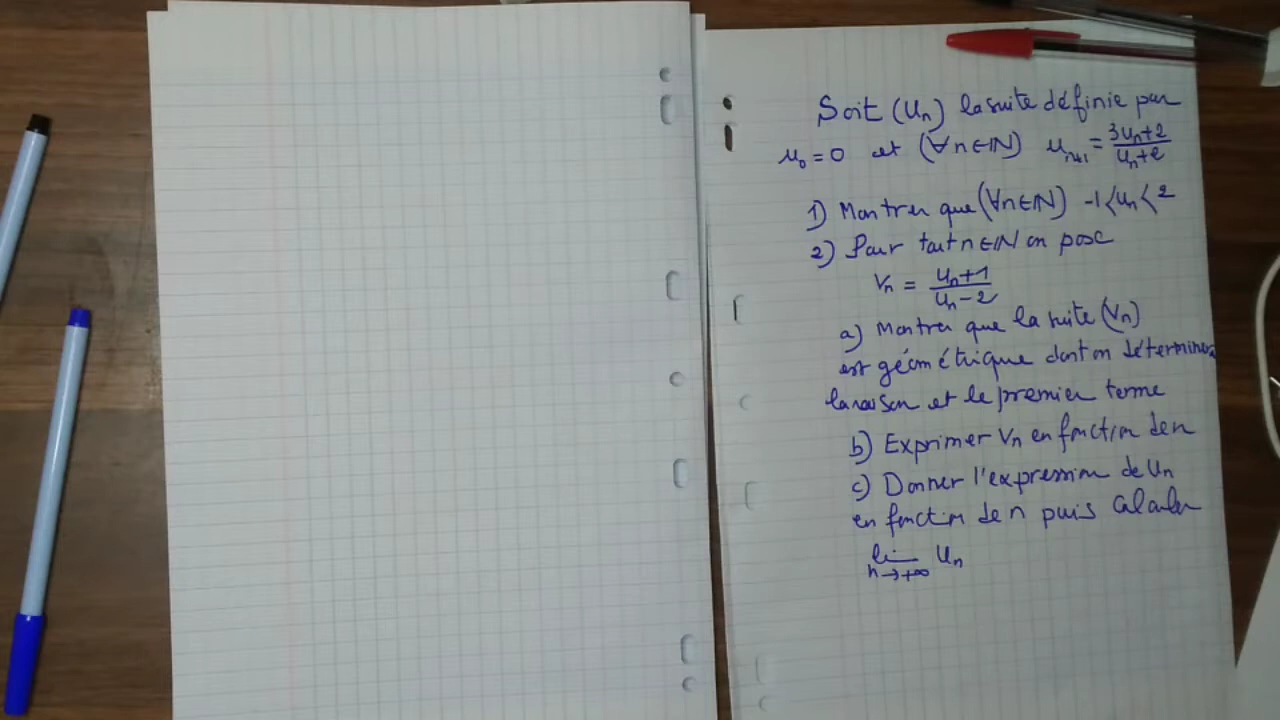 Soit (Un) la suite définie par
u0 = 0 et (∀n∈ℕ) un+1 = (3un+2)/(un+2)
1) Montrer que (∀n∈ℕ) -1<un<2
2) Pour tout n∈ℕ on pose
Vn = (un+1)/(un-2)
a) Montrer que la suite (Vn)
est géométrique dont on déterminera
la raison et le premier terme
b) Exprimer Vn en fonction de n
c) Donner l'expression de Un
en fonction de n puis calculer
lim n→+∞ Un